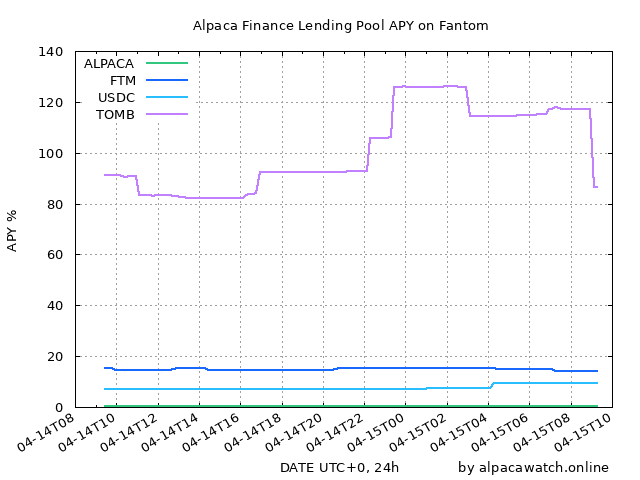 Alpaca Finance Lending Pool APY on Fantom
140
120
100
80
60
40
20
0
APY %
ALPACA
FTM
USDC
TOMB
04-14T08
04-14T10
04-14T12
04-14T14
04-14T16
04-14T18
04-14T20
04-14T22
04-15T00
04-15T02
04-15T04
04-15T06
04-15T08
04-15T10
DATE UTC+0, 24h
by alpacawatch.online